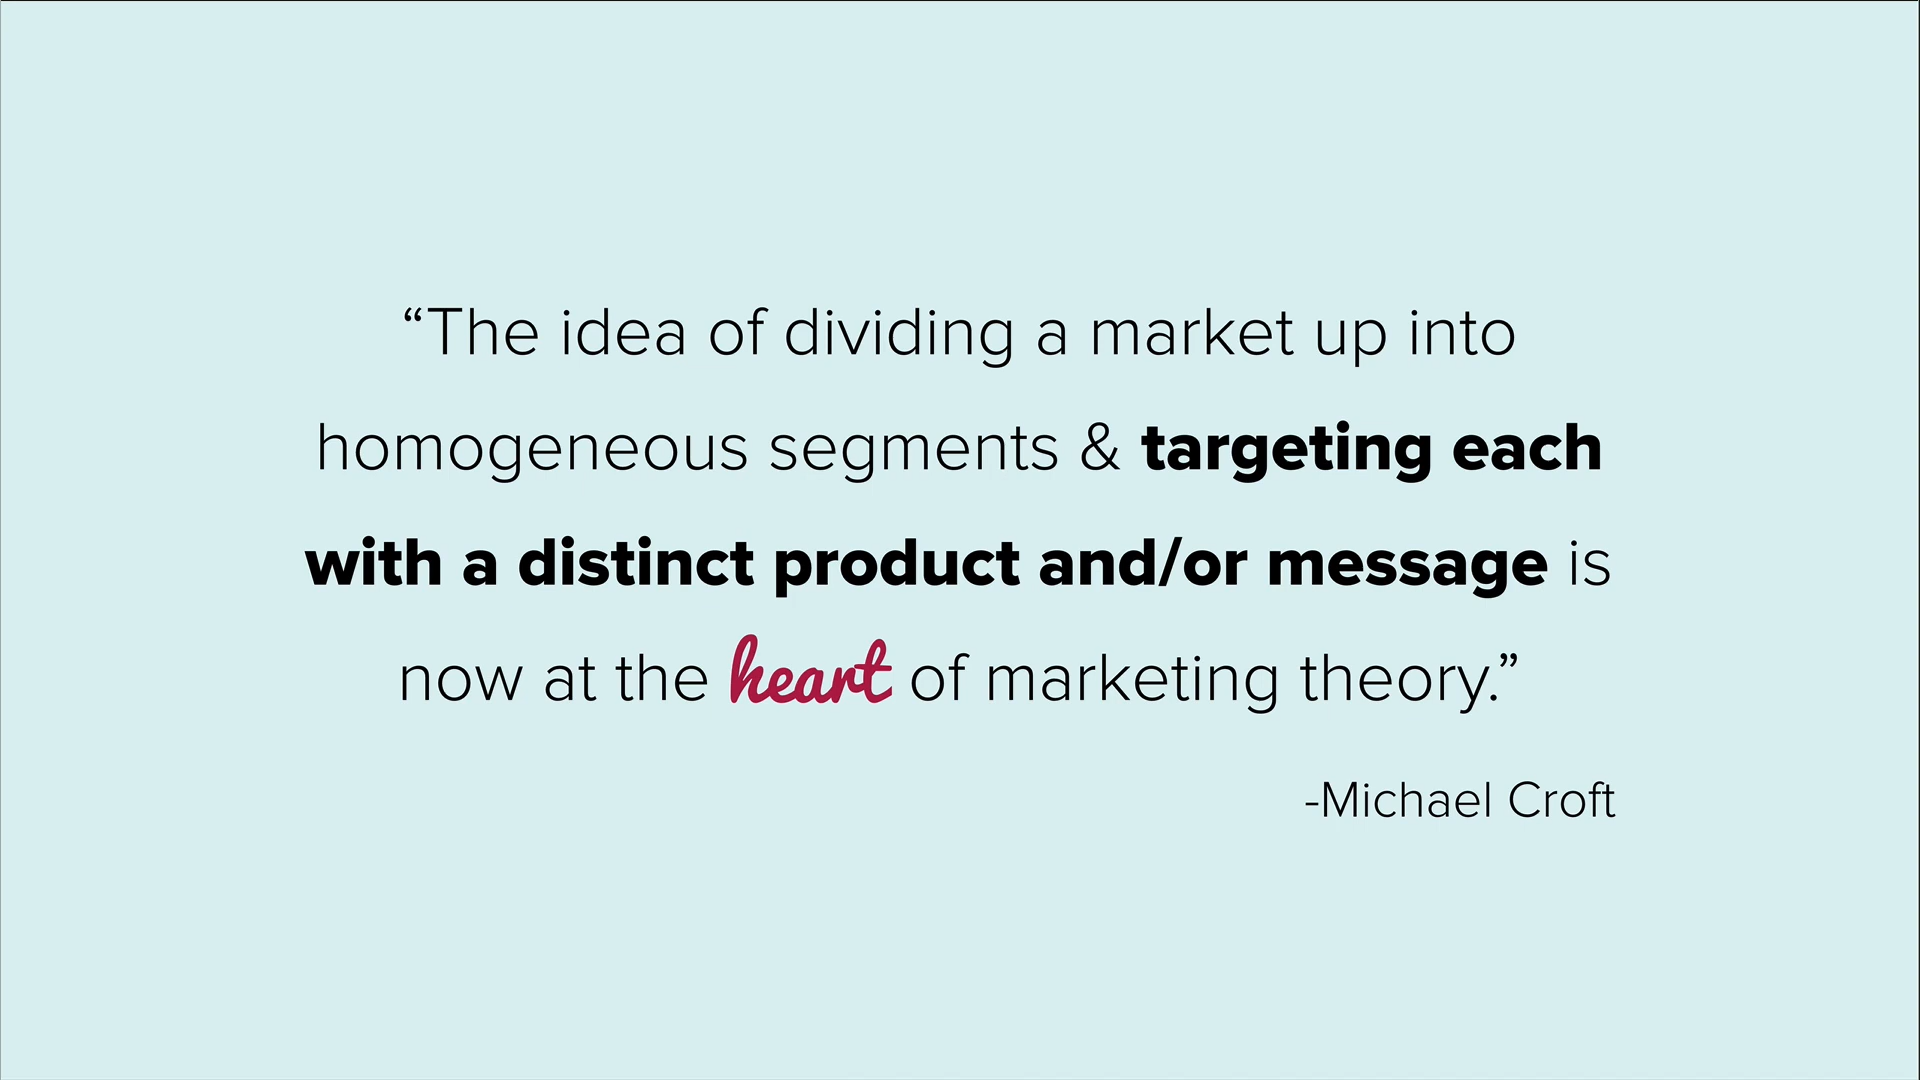 “The idea of dividing a market up into
homogeneous segments & targeting each
with a distinct product and/or message is
now at the heart of marketing theory.”
-Michael Croft